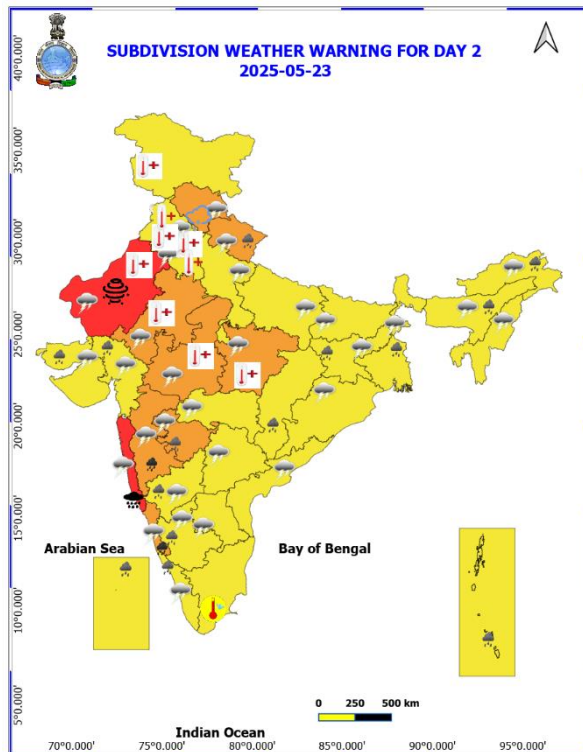 SUBDIVISION WEATHER WARNING FOR DAY 2
2025-05-23
40°0.000'
35°0.000'
30°0.000'
25°0.000'
20°0.000'
15°0.000'
10°0.000'
5°0.000'
Arabian Sea
Bay of Bengal
0 250 500 km
Indian Ocean
70°0.000' 75°0.000' 80°0.000' 85°0.000' 90°0.000' 95°0.000'